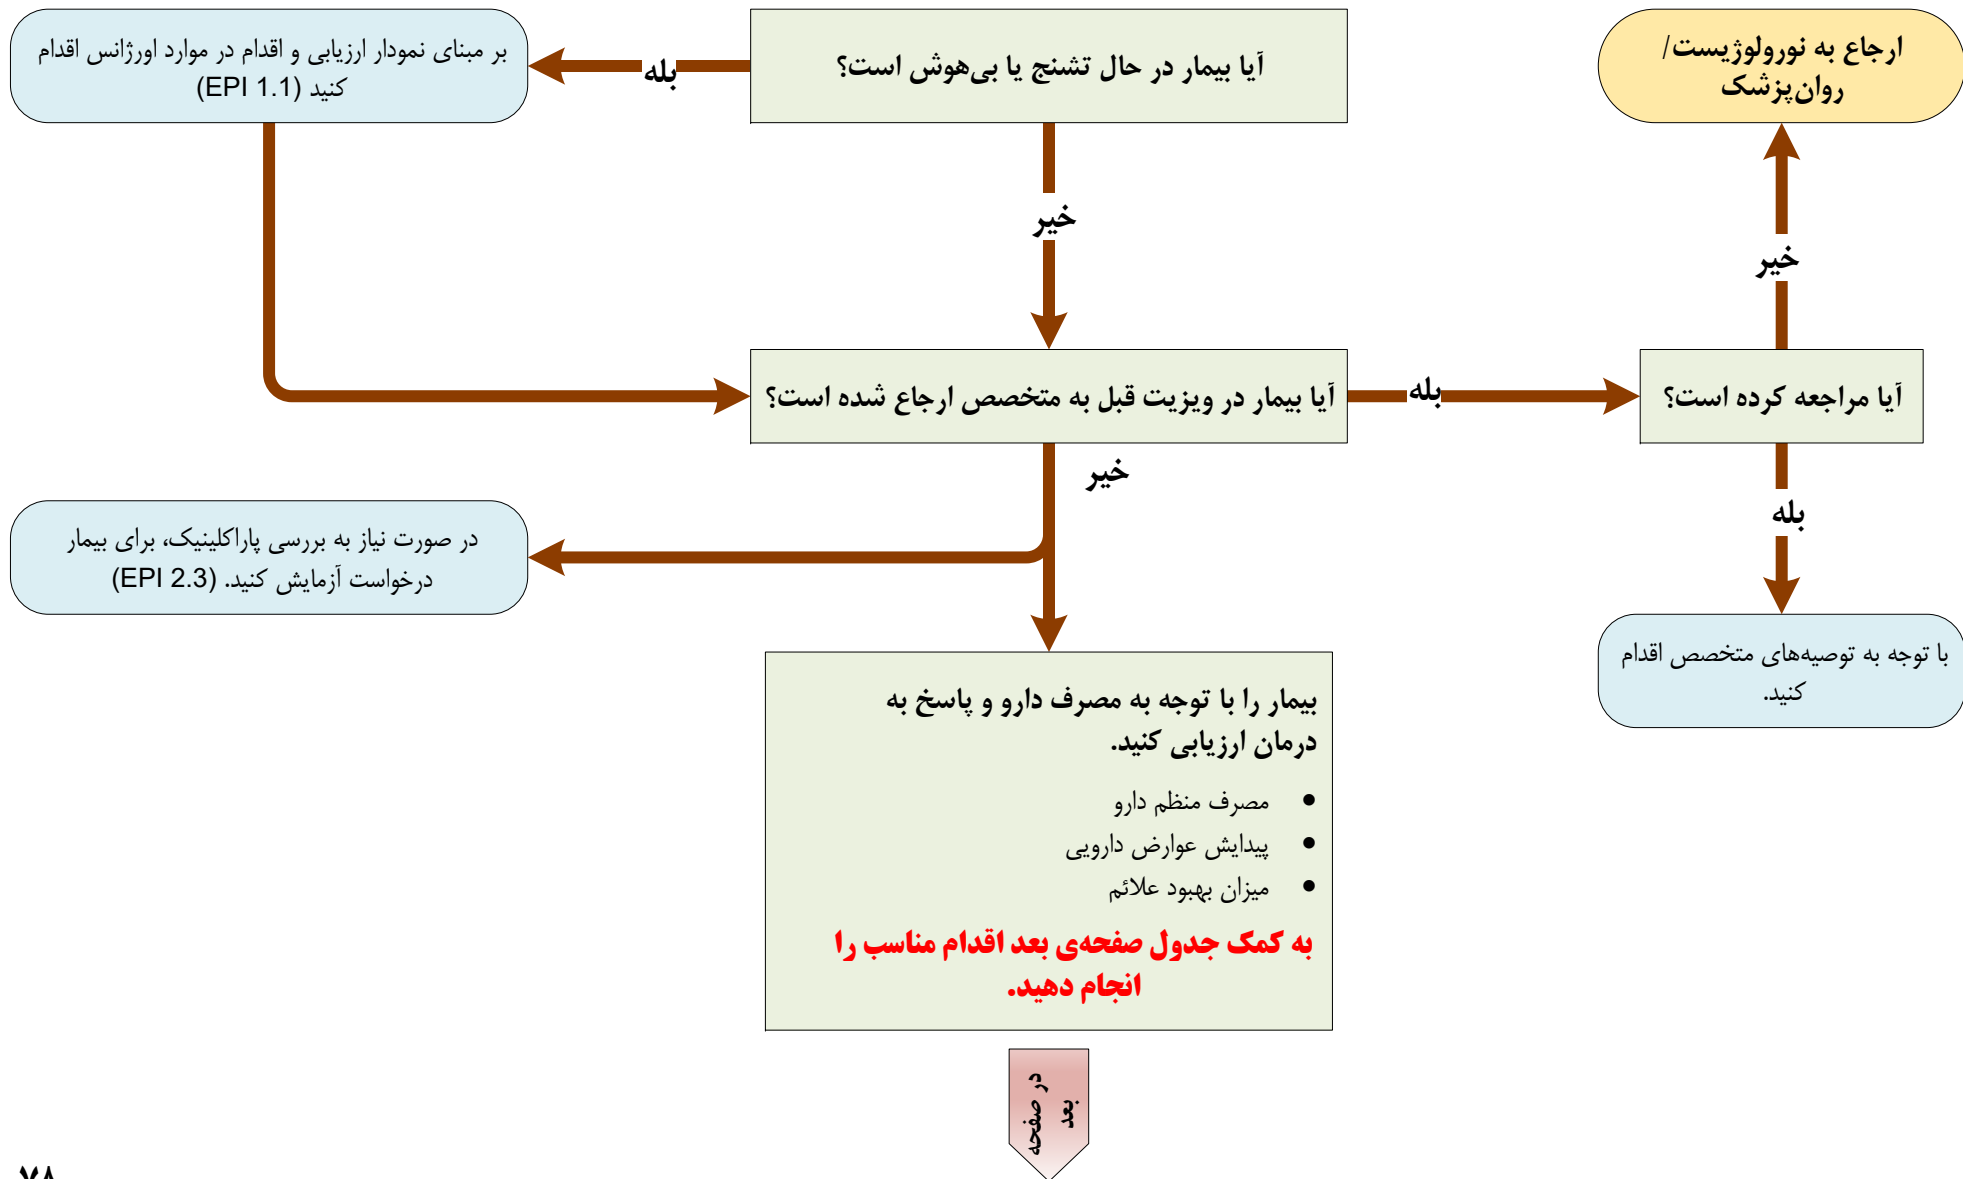 آیا بیمار در حال تشنج یا بی‌هوش است؟
بله
بر مبنای نمودار ارزیابی و اقدام در موارد اورژانس اقدام
کنید (EPI 1.1)
ارجاع به نورولوژیست/
روان‌پزشک
خیر
خیر
آیا بیمار در ویزیت قبل به متخصص ارجاع شده است؟
بله
آیا مراجعه کرده است؟
خیر
بله
در صورت نیاز به بررسی پاراکلینیک، برای بیمار
درخواست آزمایش کنید. (EPI 2.3)
با توجه به توصیه‌های متخصص اقدام
کنید.
بیمار را با توجه به مصرف دارو و پاسخ به
درمان ارزیابی کنید.
• مصرف منظم دارو
• پیدایش عوارض دارویی
• میزان بهبود علائم
به کمک جدول صفحه‌ی بعد اقدام مناسب را
انجام دهید.
در صفحه
بعد
۷۸